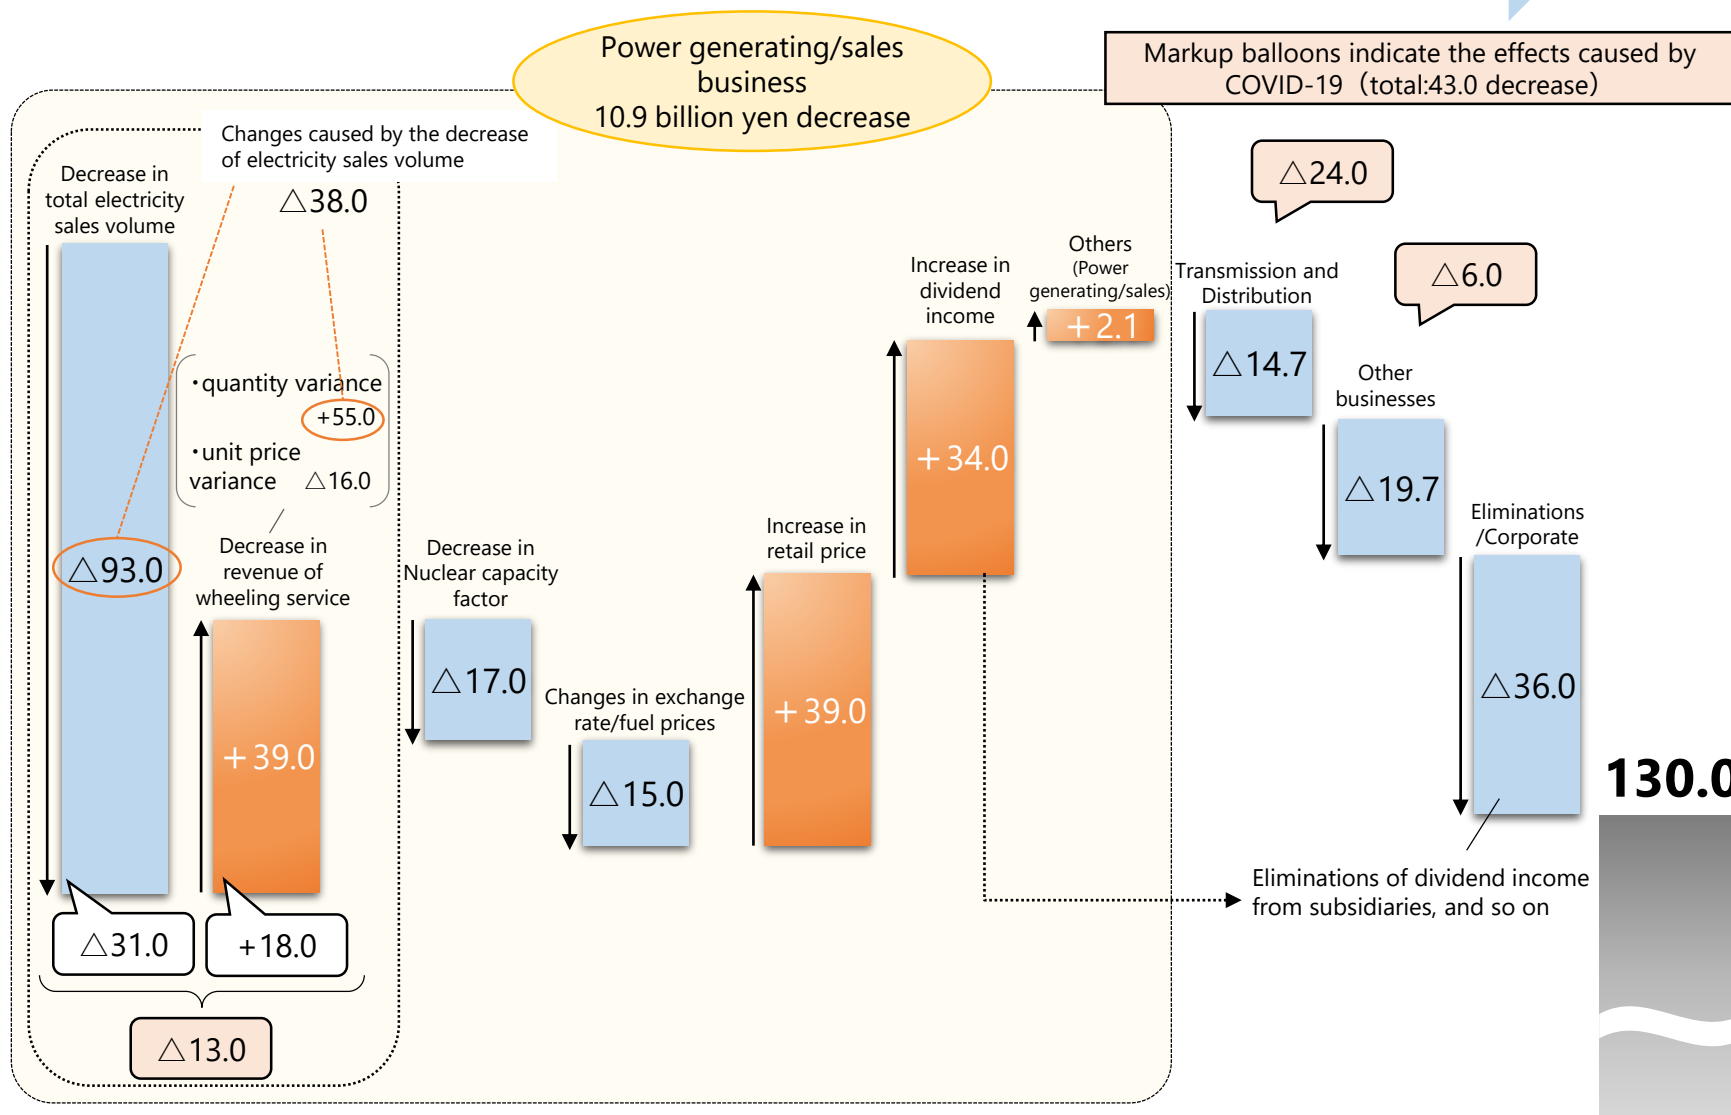 Power generating/sales
business
10.9 billion yen decrease
Markup balloons indicate the effects caused by
COVID-19（total:43.0 decrease）
Changes caused by the decrease
of electricity sales volume
△38.0
Decrease in
total electricity
sales volume
△93.0
・quantity variance
+55.0
・unit price
variance △16.0
Decrease in
revenue of
wheeling service
+39.0
△31.0
+18.0
△13.0
Decrease in
Nuclear capacity
factor
△17.0
Changes in exchange
rate/fuel prices
△15.0
Increase in
retail price
+39.0
Increase in
dividend
income
+34.0
Others
(Power
generating/sales)
+2.1
Transmission and
Distribution
△24.0
△14.7
△6.0
Other
businesses
△19.7
Eliminations
/Corporate
△36.0
Eliminations of dividend income
from subsidiaries, and so on
130.0